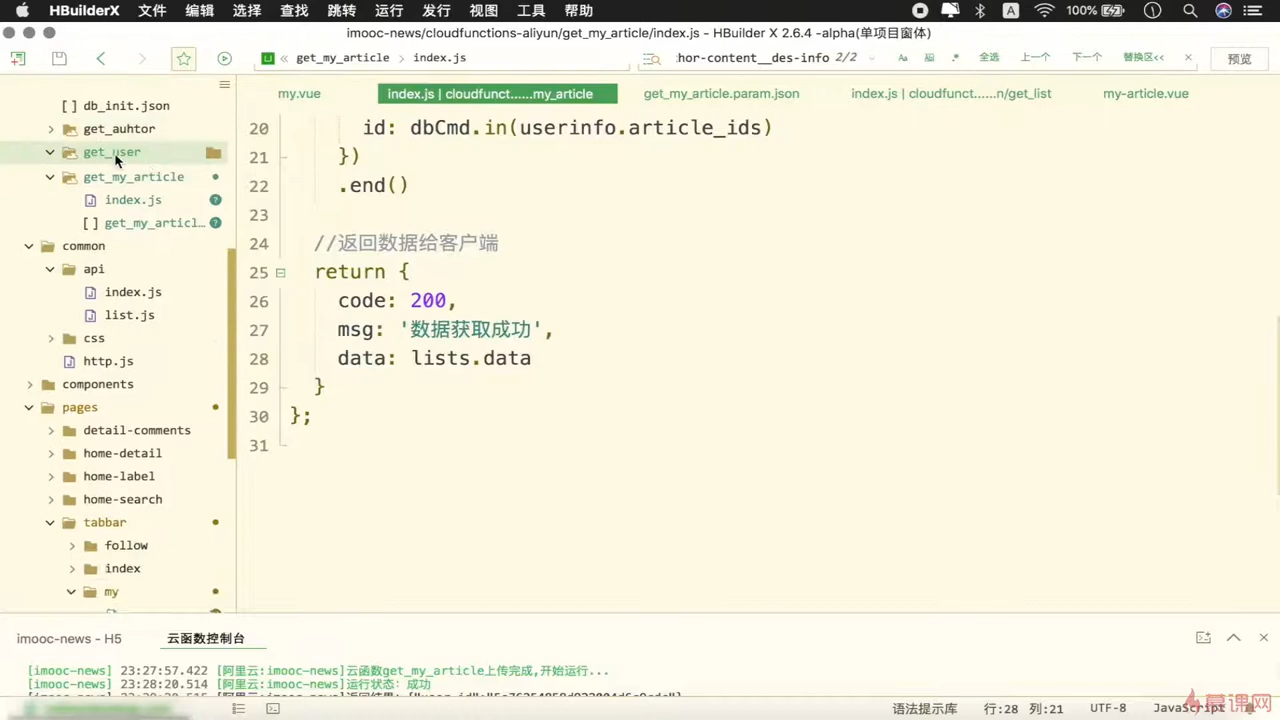 HBuilderX 文件 编辑 选择 查找 跳转 运行 发行 视图 工具 帮助 A 100%
imooc-news/cloudfunctions-aliyun/get_my_article/index.js - HBuilder X 2.6.4 -alpha(单项目窗体)
« get_my_article › index.js :hor-content__des-info 2/2 Aa 全选 上一个 下一个 替换区<< 预览
my.vue index.js | cloudfunct......my_article get_my_article.param.json index.js | cloudfunct......n/get_list my-article.vue
[ ] db_init.json
get_auhtor
get_user
get_my_article
index.js ?
[ ] get_my_articl... ?
common
api
index.js
list.js
css
http.js
components
pages
detail-comments
home-detail
home-label
home-search
tabbar
follow
index
my
20 id: dbCmd.in(userinfo.article_ids)
21 })
22 .end()
23
24 //返回数据给客户端
25 return {
26 code: 200,
27 msg: '数据获取成功',
28 data: lists.data
29 }
30 };
31
imooc-news - H5 云函数控制台
[imooc-news] 23:27:57.422 [阿里云:imooc-news]云函数get_my_article上传完成,开始运行...
[imooc-news] 23:28:20.514 [阿里云:imooc-news]运行状态: 成功
语法提示库 行:28 列:21 UTF-8 JavaScript
慕课网